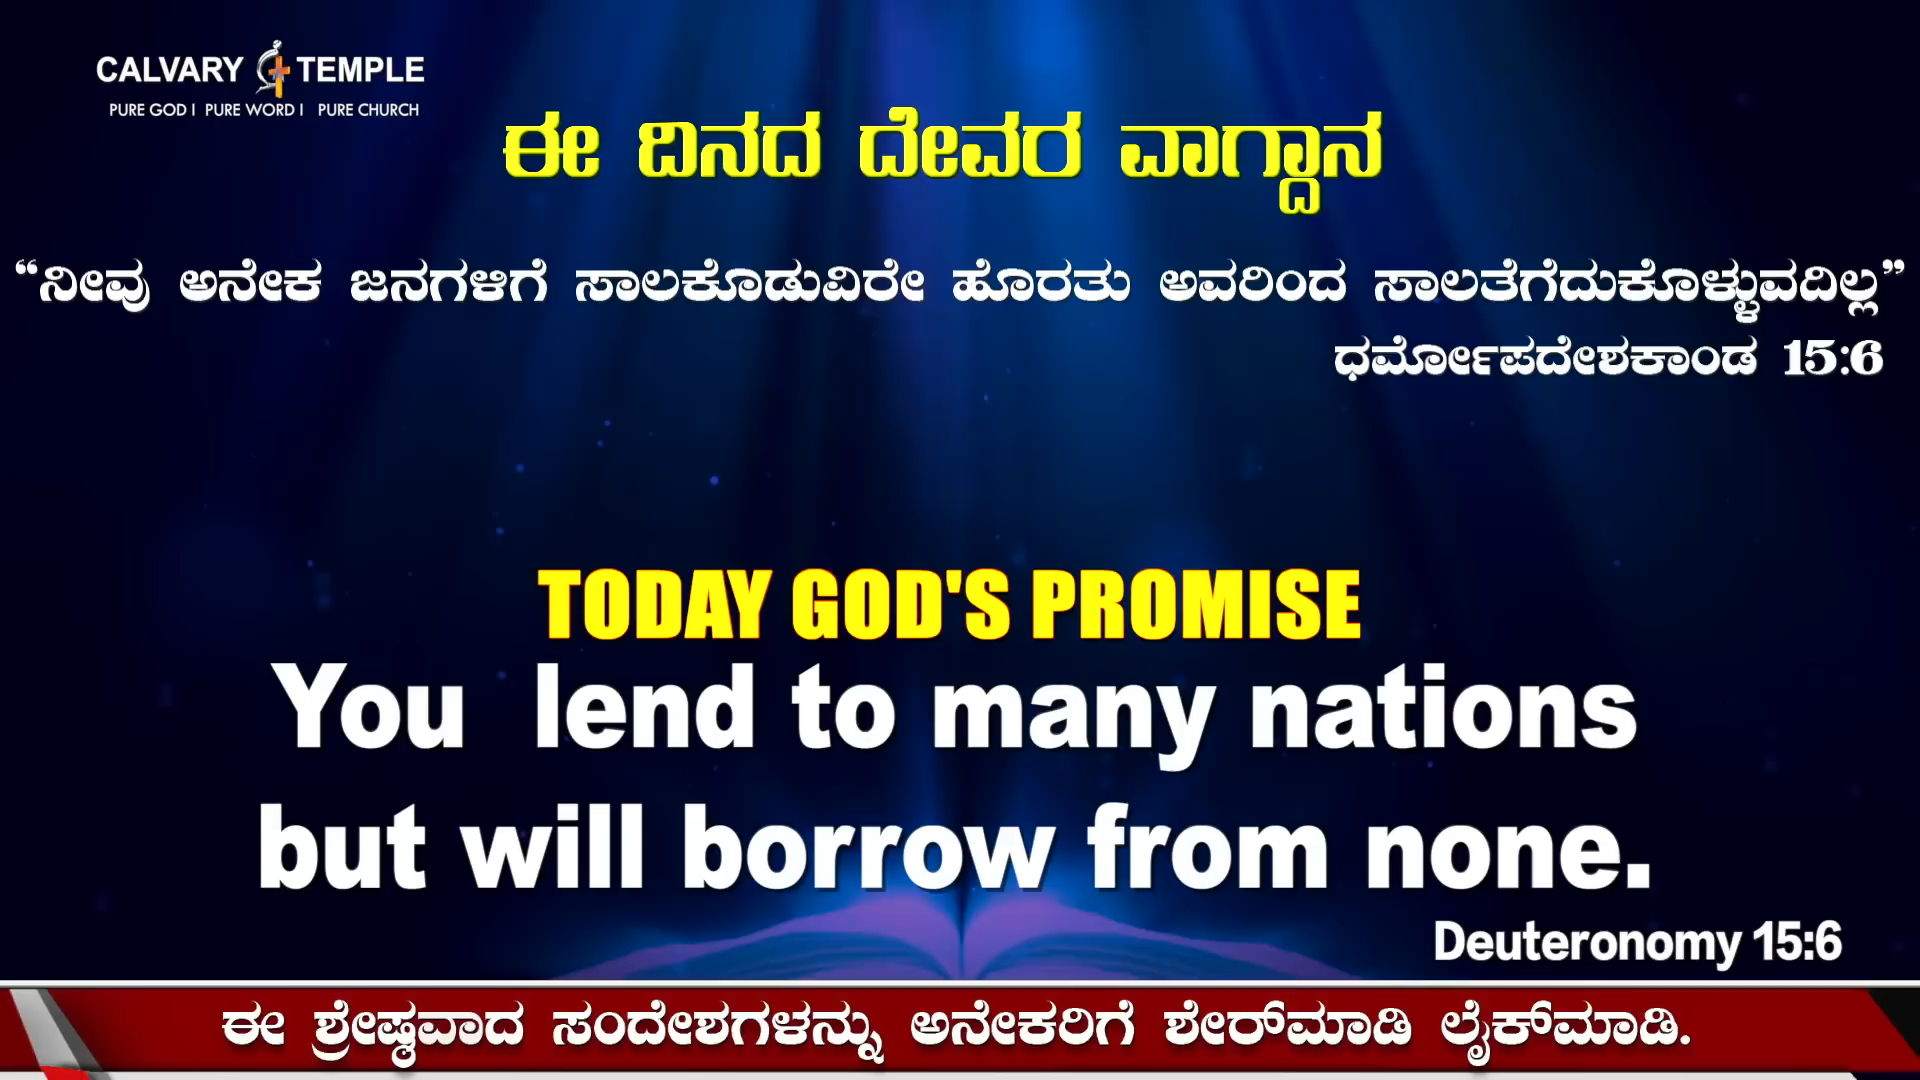 CALVARY TEMPLE
PURE GOD I PURE WORD I PURE CHURCH
ಈ ದಿನದ ದೇವರ ವಾಗ್ದಾನ
“ನೀವು ಅನೇಕ ಜನಗಳಿಗೆ ಸಾಲಕೊಡುವಿರೇ ಹೊರತು ಅವರಿಂದ ಸಾಲತೆಗೆದುಕೊಳ್ಳುವದಿಲ್ಲ”
ಧರ್ಮೋಪದೇಶಕಾಂಡ 15:6
TODAY GOD'S PROMISE
You lend to many nations
but will borrow from none.
Deuteronomy 15:6
ಈ ಶ್ರೇಷ್ಠವಾದ ಸಂದೇಶಗಳನ್ನು ಅನೇಕರಿಗೆ ಶೇರ್‌ಮಾಡಿ ಲೈಕ್‌ಮಾಡಿ.